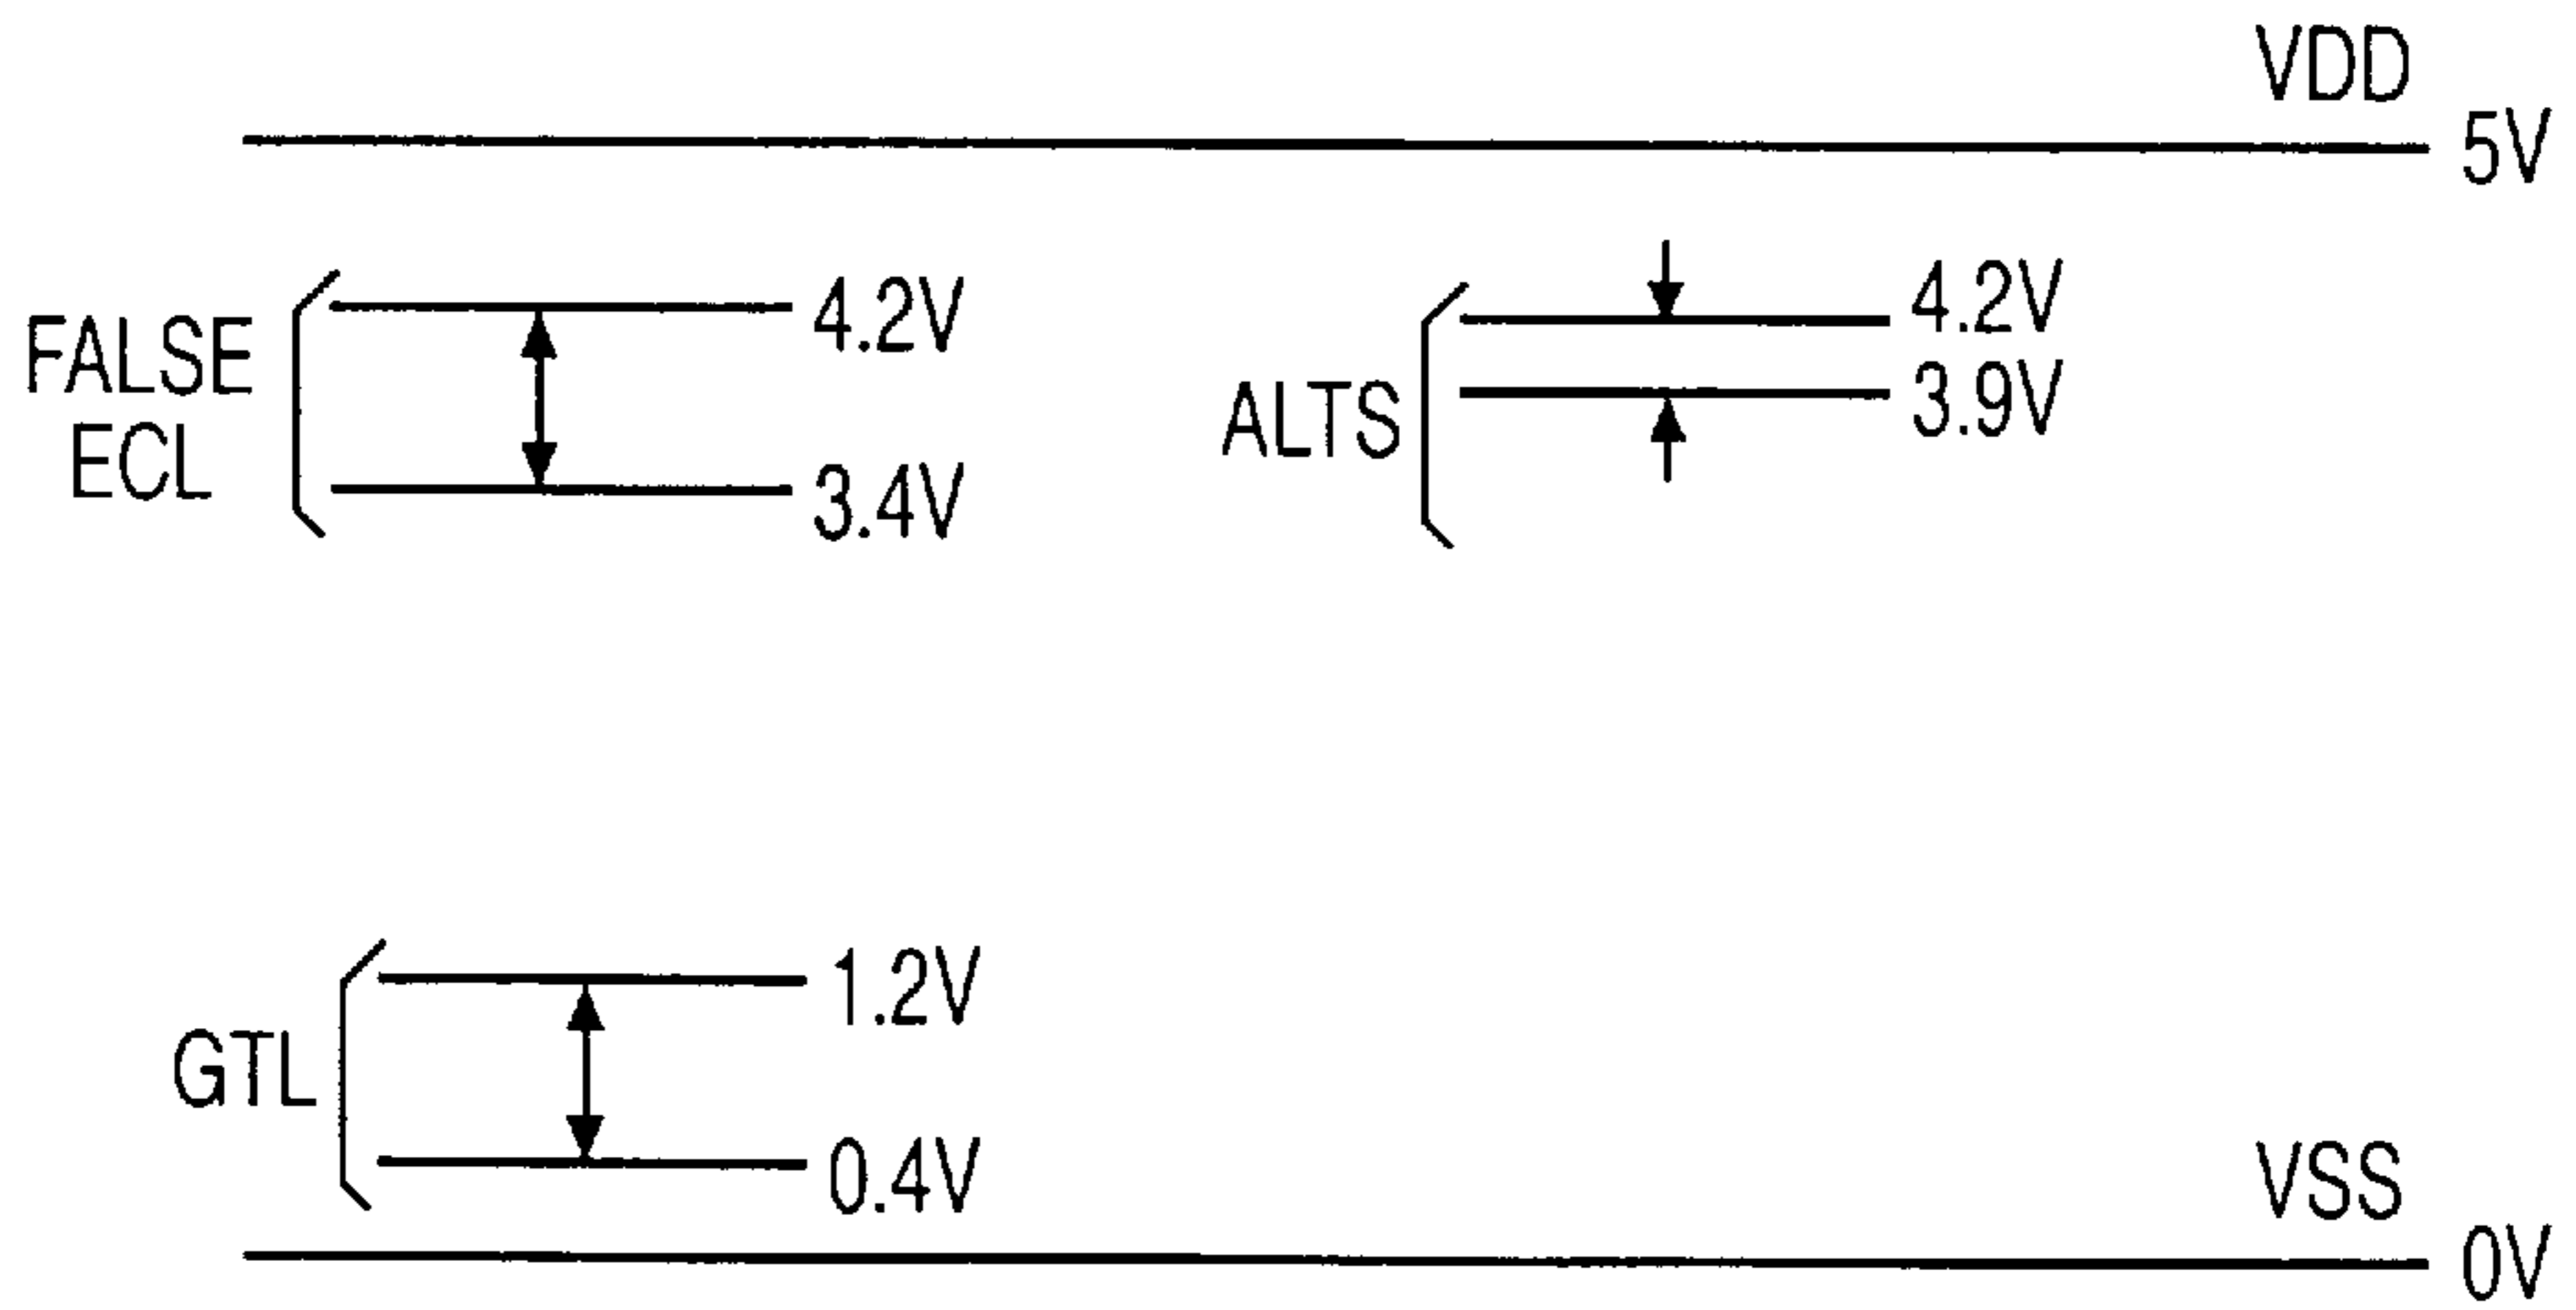 VDD
5V
FALSE
ECL
4.2V
3.4V
ALTS
4.2V
3.9V
GTL
1.2V
0.4V
VSS
0V